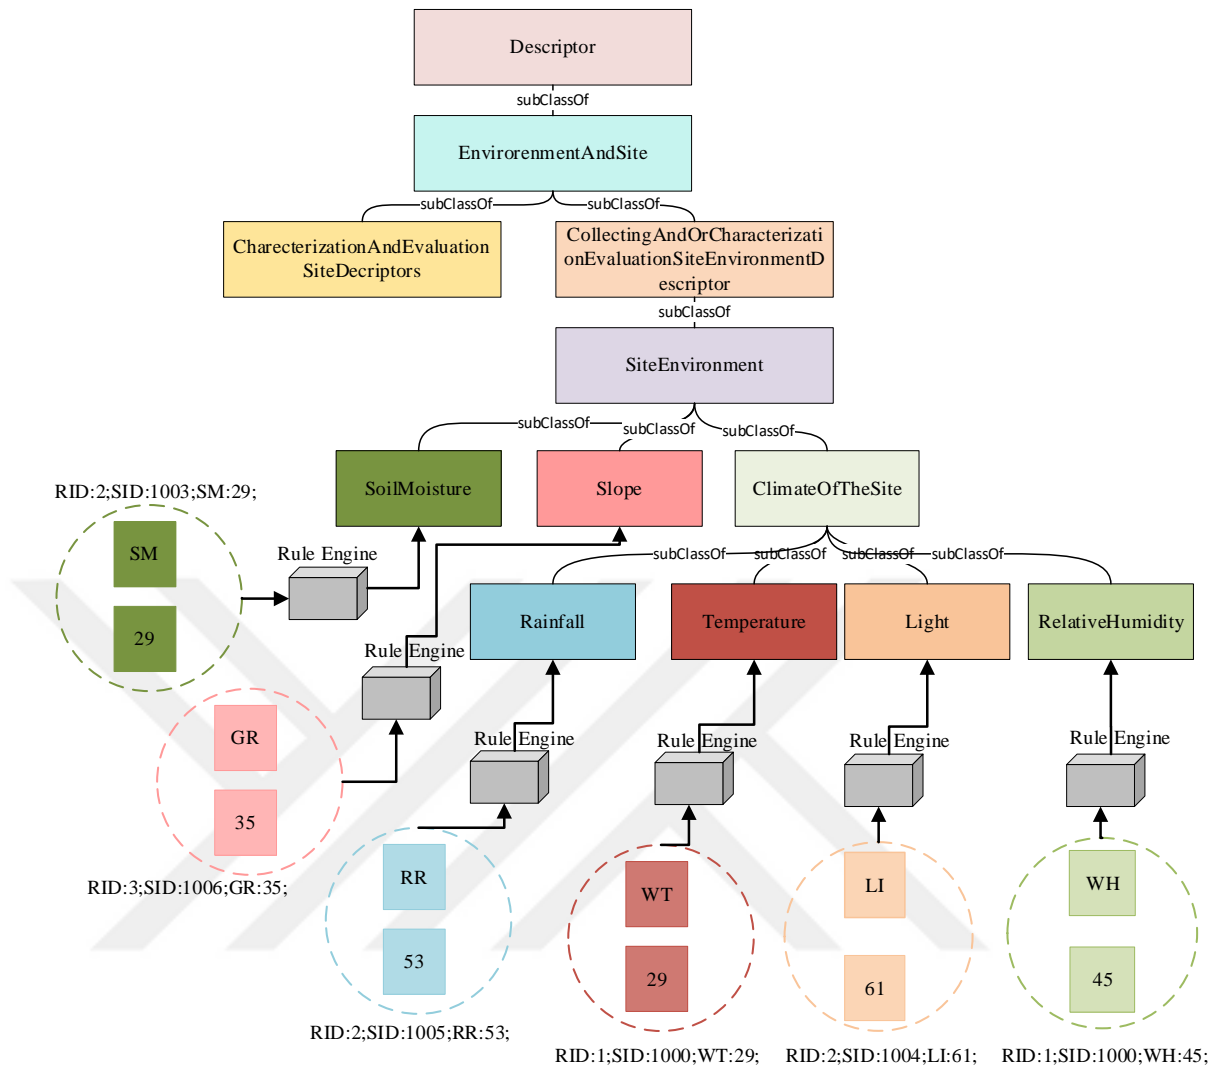 Descriptor
subClassOf
EnvirorenmentAndSite
subClassOf
subClassOf
CharecterizationAndEvaluation
SiteDecriptors
CollectingAndOrCharacterizati
onEvaluationSiteEnvironmentD
escriptor
subClassOf
SiteEnvironment
subClassOf
subClassOf
subClassOf
SoilMoisture
Slope
ClimateOfTheSite
RID:2;SID:1003;SM:29;
SM
29
Rule Engine
subClassOf
subClassOf
subClassOf
subClassOf
Rainfall
Temperature
Light
RelativeHumidity
Rule Engine
GR
35
RID:3;SID:1006;GR:35;
Rule Engine
Rule Engine
Rule Engine
Rule Engine
RR
53
RID:2;SID:1005;RR:53;
WT
29
RID:1;SID:1000;WT:29;
LI
61
RID:2;SID:1004;LI:61;
WH
45
RID:1;SID:1000;WH:45;